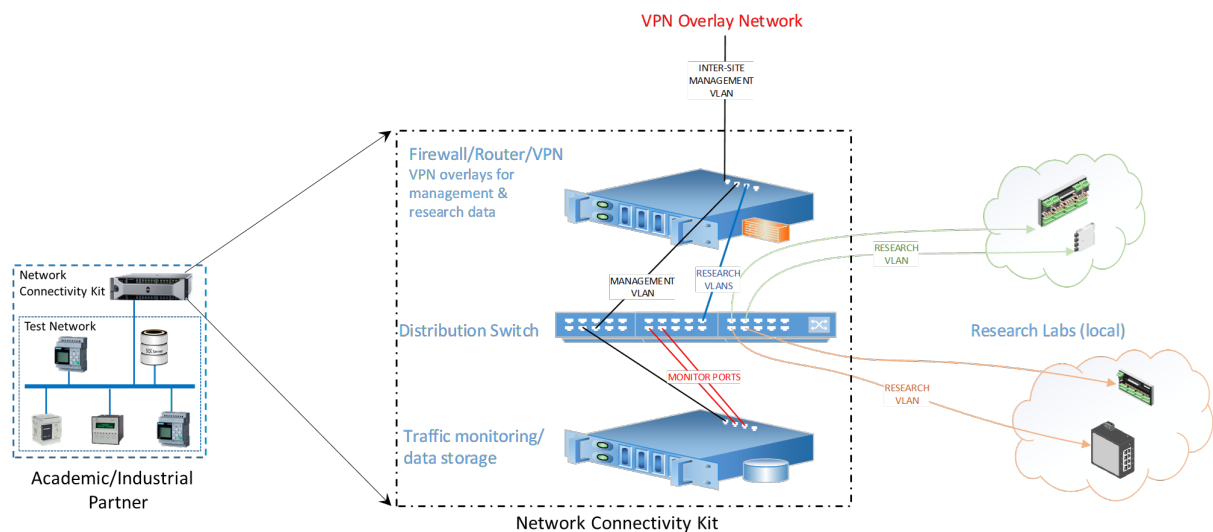 VPN Overlay Network
INTER-SITE
MANAGEMENT
VLAN
Firewall/Router/VPN
VPN overlays for
management &
research data
MANAGEMENT
VLAN
RESEARCH
VLANS
RESEARCH
VLAN
Distribution Switch
Research Labs (local)
MONITOR PORTS
RESEARCH
VLAN
Traffic monitoring/
data storage
Network Connectivity Kit
Network
Connectivity Kit
Test Network
Academic/Industrial
Partner